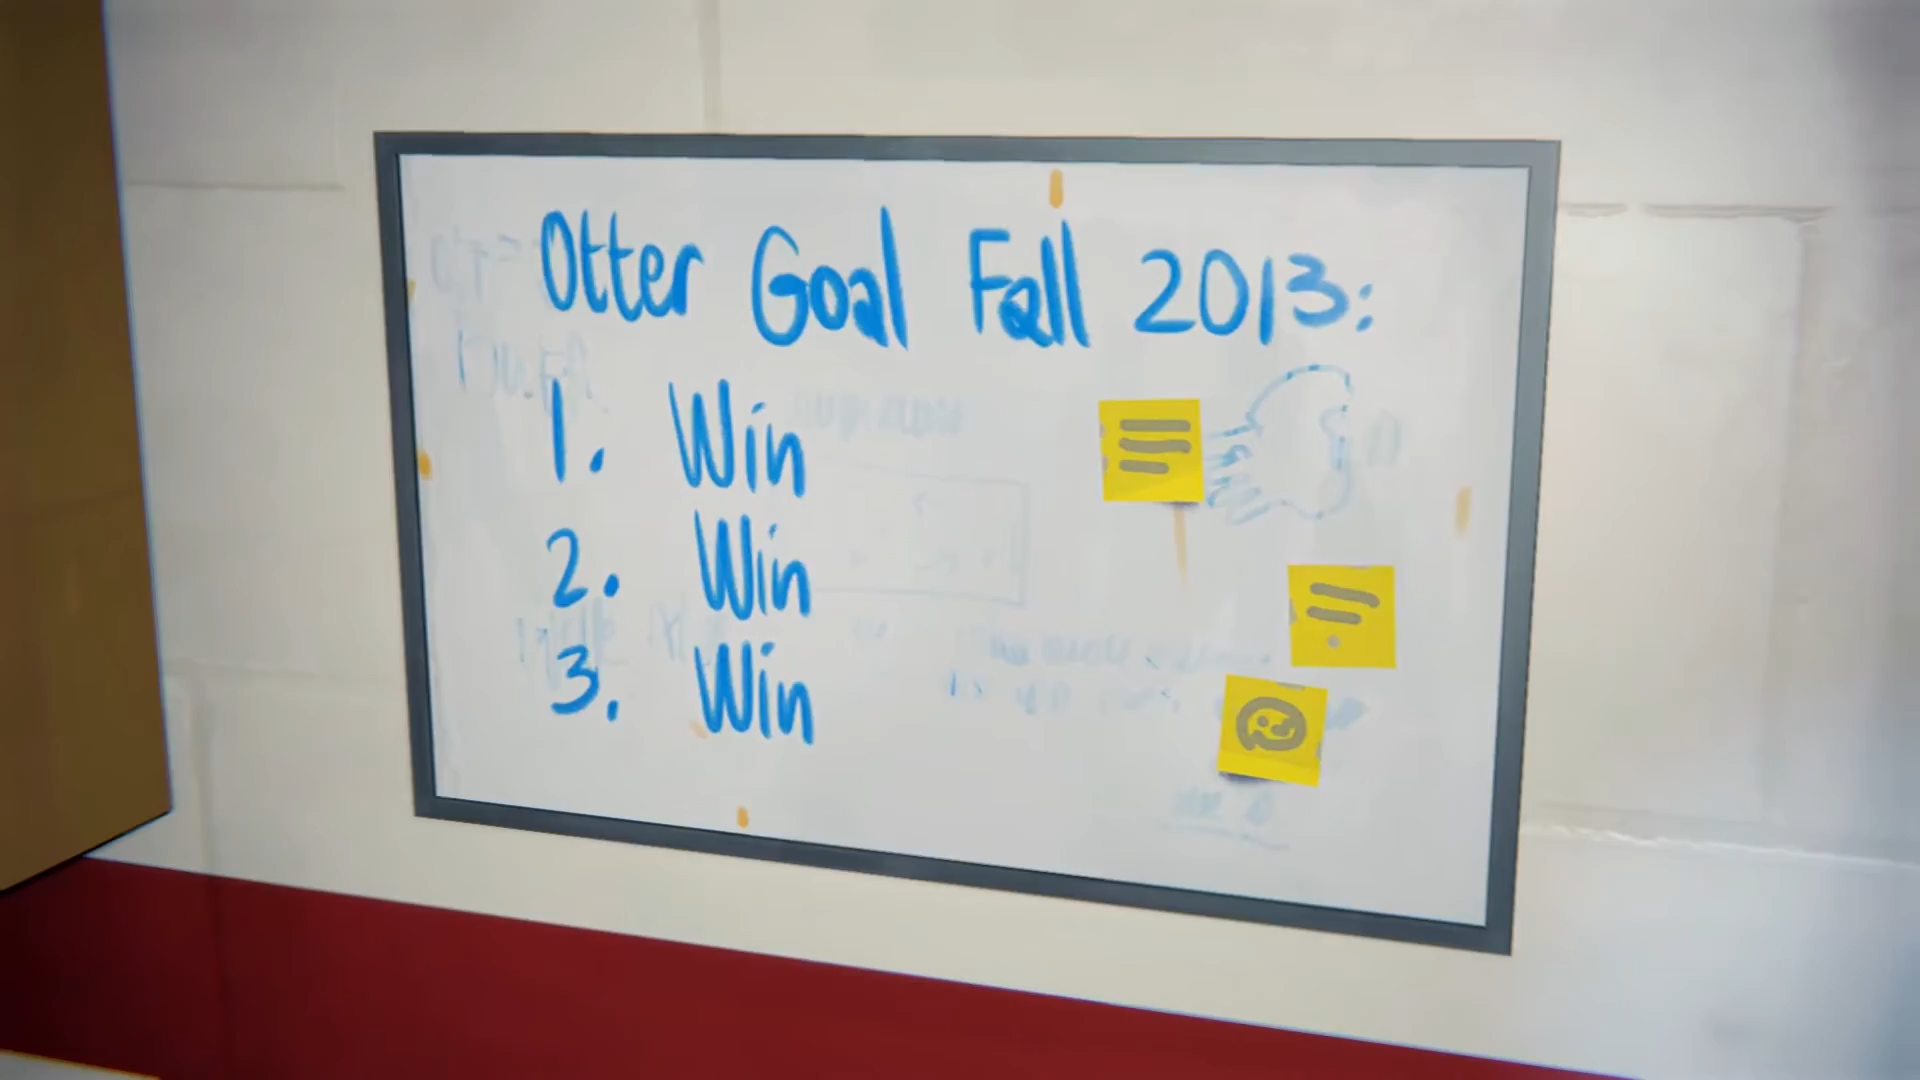 Otter Goal Fall 2013:
1. Win
2. Win
3. Win